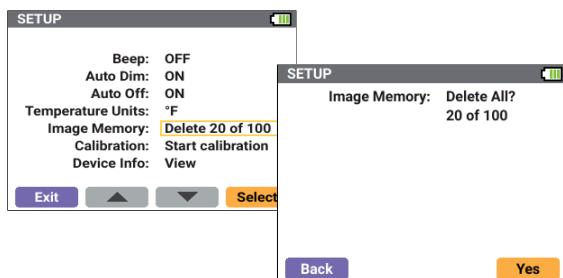 SETUP
Beep: OFF
Auto Dim: ON
Auto Off: ON
Temperature Units: °F
Image Memory: Delete 20 of 100
Calibration: Start calibration
Device Info: View
Exit Select
SETUP
Image Memory: Delete All?
20 of 100
Back Yes